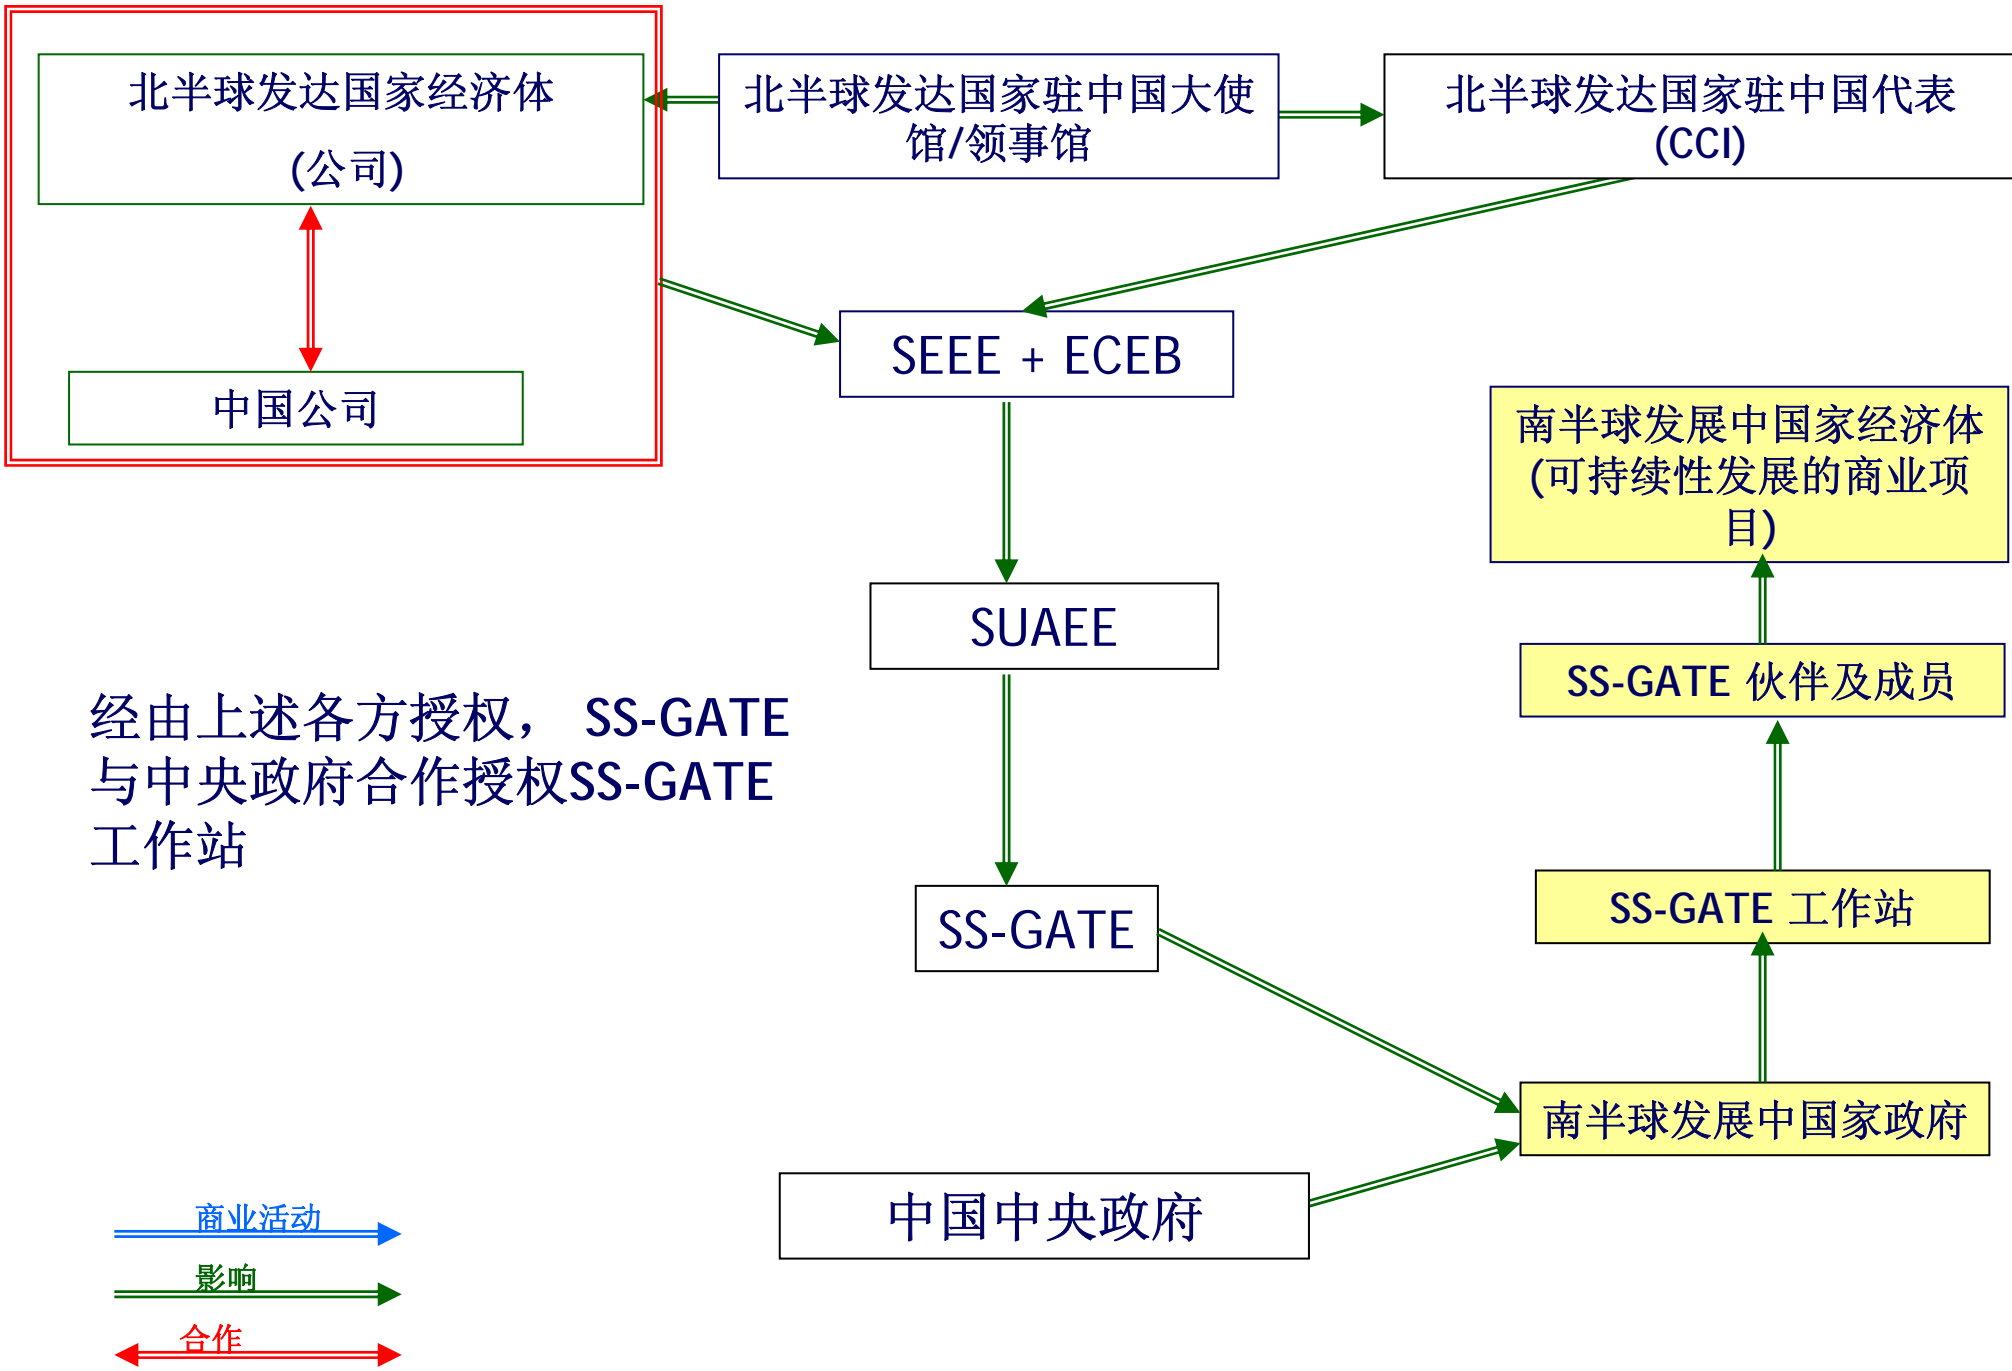 北半球发达国家经济体
(公司)
北半球发达国家驻中国大使
馆/领事馆
北半球发达国家驻中国代表
(CCI)
中国公司
SEEE + ECEB
南半球发展中国家经济体
(可持续性发展的商业项
目)
SUAEE
SS-GATE 伙伴及成员
经由上述各方授权， SS-GATE
与中央政府合作授权SS-GATE
工作站
SS-GATE
SS-GATE 工作站
南半球发展中国家政府
中国中央政府
商业活动
影响
合作